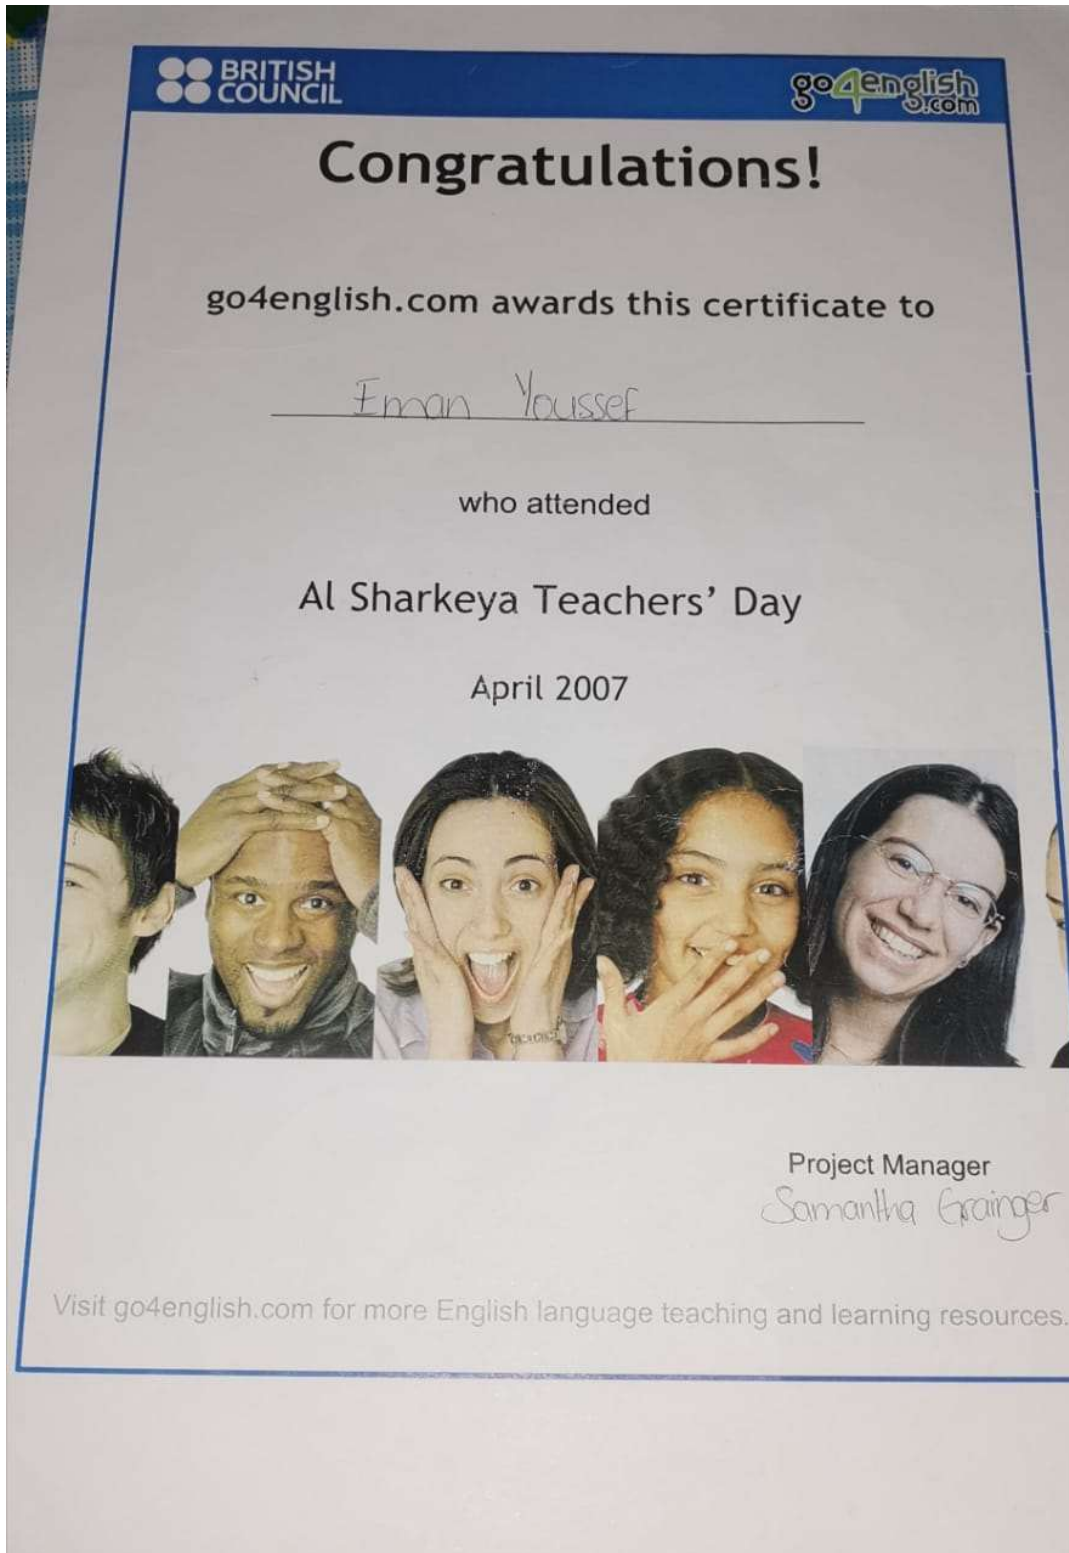 BRITISH
COUNCIL
go4english
.com
Congratulations!
go4english.com awards this certificate to
Eman Youssef
who attended
Al Sharkeya Teachers' Day
April 2007
Project Manager
Samantha Grainger
Visit go4english.com for more English language teaching and learning resources.